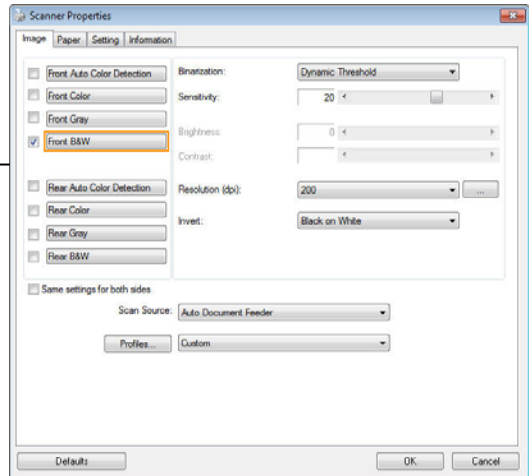 Scanner Properties
Image Paper Setting Information
Front Auto Color Detection
Front Color
Front Gray
Front B&W
Rear Auto Color Detection
Rear Color
Rear Gray
Rear B&W
Binarization: Dynamic Threshold
Sensitivity: 20
Brightness: 0
Contrast:
Resolution (dpi): 200 ...
Invert: Black on White
Same settings for both sides
Scan Source: Auto Document Feeder
Profiles... Custom
Defaults OK Cancel